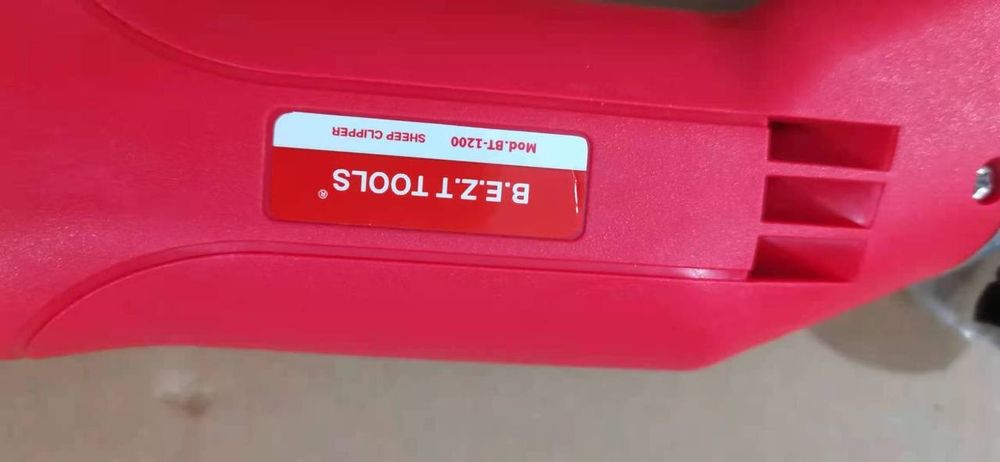 B.E.Z.T TOOLS ®
Mod.BT-1200 SHEEP CLIPPER